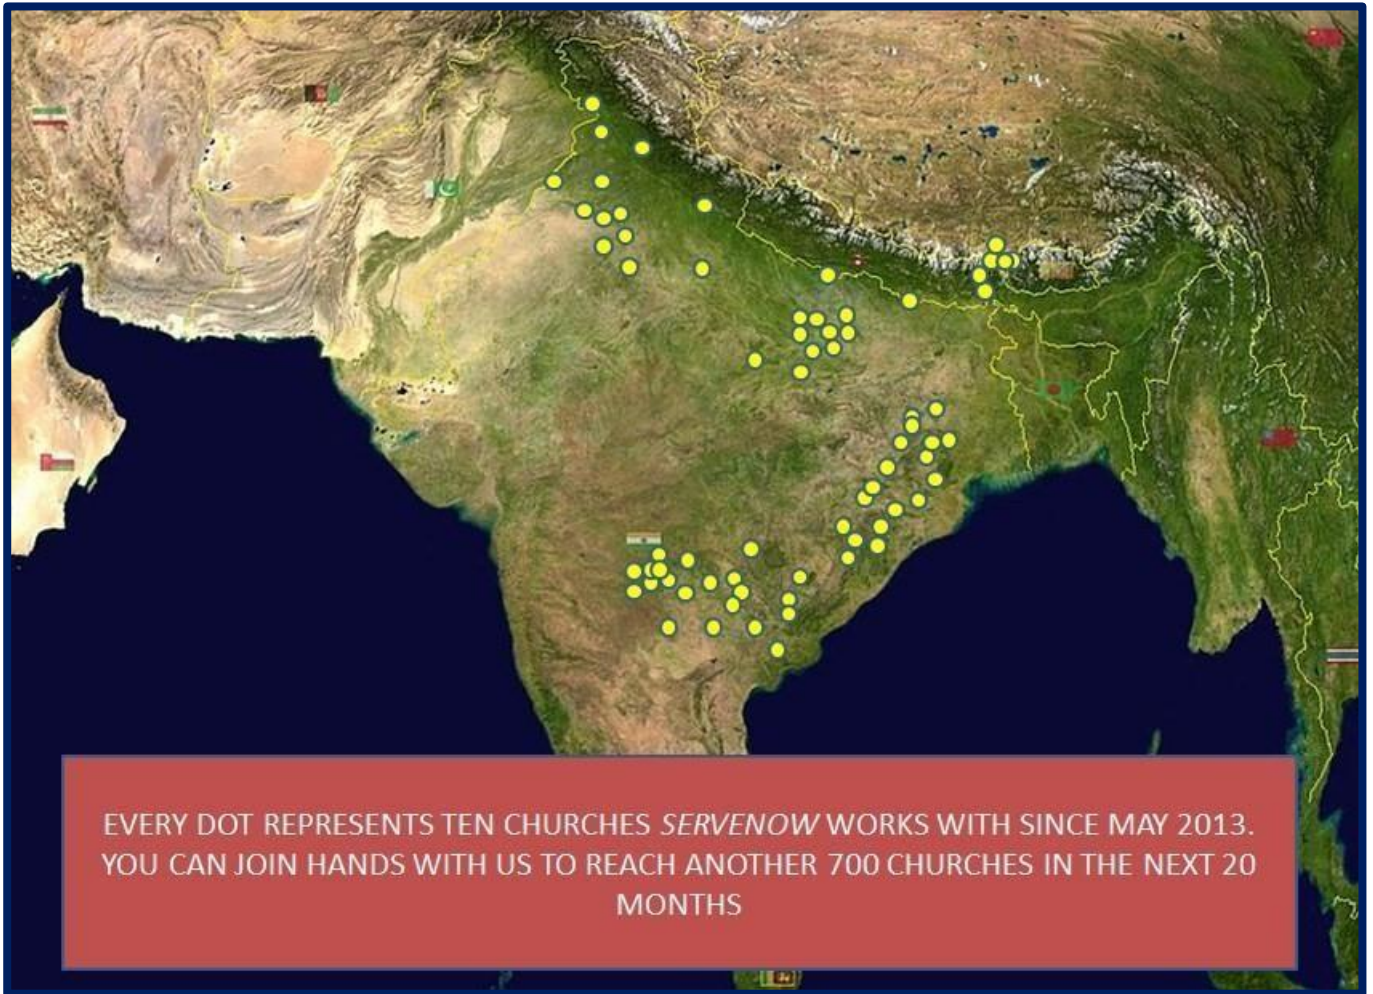 EVERY DOT REPRESENTS TEN CHURCHES SERVENOW WORKS WITH SINCE MAY 2013.
YOU CAN JOIN HANDS WITH US TO REACH ANOTHER 700 CHURCHES IN THE NEXT 20
MONTHS